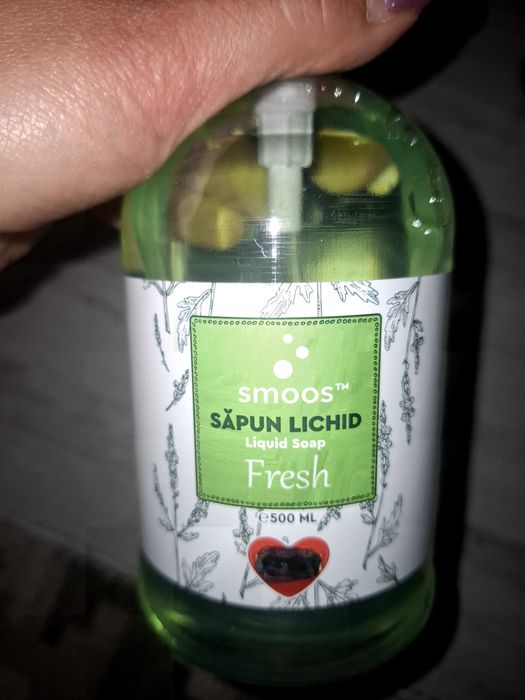 smoos™
SĂPUN LICHID
Liquid Soap
Fresh
℮500 ML